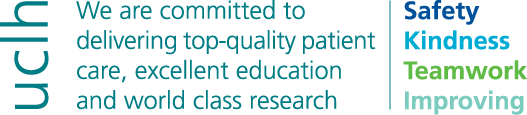 uclh
We are committed to
delivering top-quality patient
care, excellent education
and world class research
Safety
Kindness
Teamwork
Improving